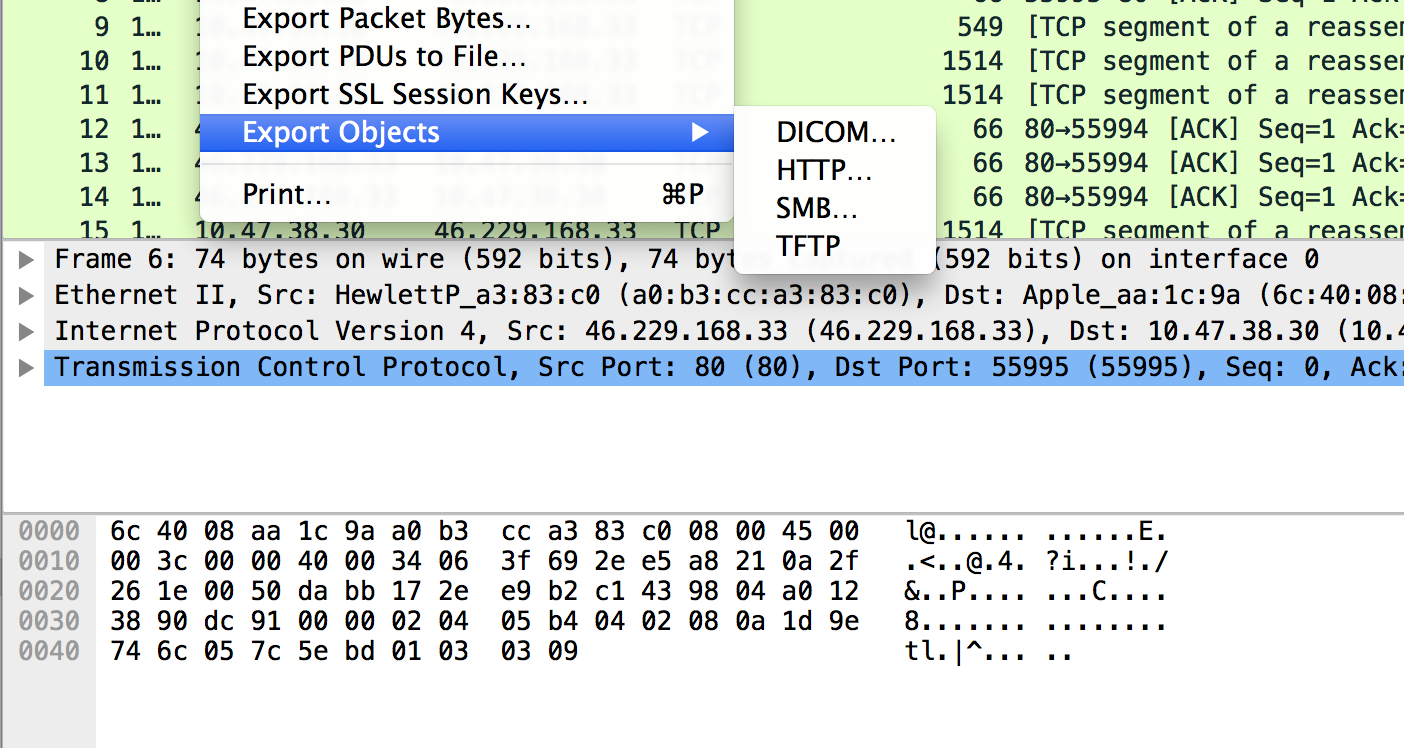 Export Packet Bytes…
9 1… 549 [TCP segment of a reassem
Export PDUs to File…
10 1… 1514 [TCP segment of a reassem
Export SSL Session Keys…
11 1… 1514 [TCP segment of a reassem
Export Objects ▶ DICOM…
12 66 80→55994 [ACK] Seq=1 Ack=
HTTP…
13 66 80→55994 [ACK] Seq=1 Ack=
Print… ⌘P
14 66 80→55994 [ACK] Seq=1 Ack=
SMB…
15 10.47.38.30 46.229.168.33 TCP 1514 [TCP segment of a reassem
TFTP
Frame 6: 74 bytes on wire (592 bits), 74 bytes captured (592 bits) on interface 0
Ethernet II, Src: HewlettP_a3:83:c0 (a0:b3:cc:a3:83:c0), Dst: Apple_aa:1c:9a (6c:40:08:
Internet Protocol Version 4, Src: 46.229.168.33 (46.229.168.33), Dst: 10.47.38.30 (10.4
Transmission Control Protocol, Src Port: 80 (80), Dst Port: 55995 (55995), Seq: 0, Ack:
0000 6c 40 08 aa 1c 9a a0 b3 cc a3 83 c0 08 00 45 00 l@...... ......E.
0010 00 3c 00 00 40 00 34 06 3f 69 2e e5 a8 21 0a 2f .<..@.4. ?i...!./
0020 26 1e 00 50 da bb 17 2e e9 b2 c1 43 98 04 a0 12 &..P.... ...C....
0030 38 90 dc 91 00 00 02 04 05 b4 04 02 08 0a 1d 9e 8....... ........
0040 74 6c 05 7c 5e bd 01 03 03 09 tl.|^... ..